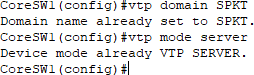 CoreSW1(config)#vtp domain SPKT
Domain name already set to SPKT.
CoreSW1(config)#vtp mode server
Device mode already VTP SERVER.
CoreSW1(config)#